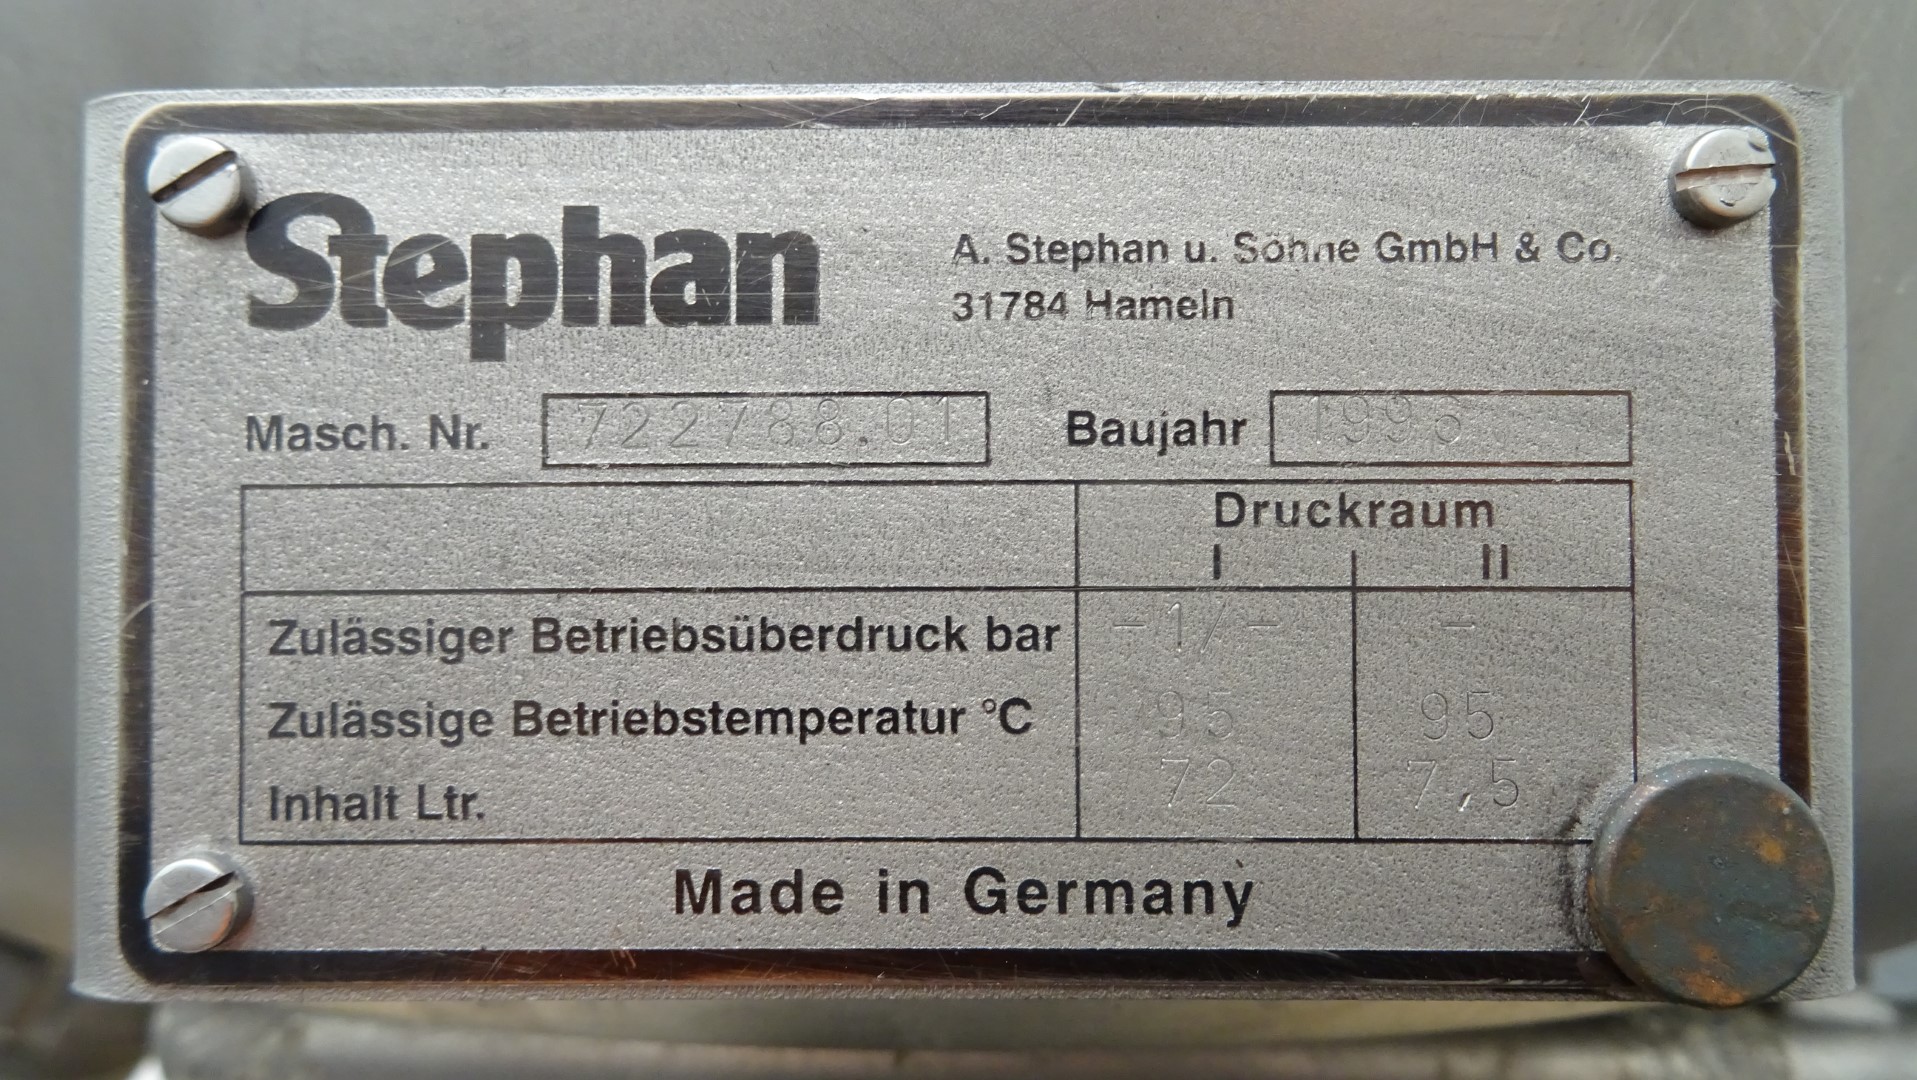 Stephan
A. Stephan u. Söhne GmbH & Co.
31784 Hameln
Masch. Nr. 722788.01 Baujahr
Druckraum
I II
Zulässiger Betriebsüberdruck bar -1/- -
Zulässige Betriebstemperatur °C 95 95
Inhalt Ltr. 72 7,5
Made in Germany